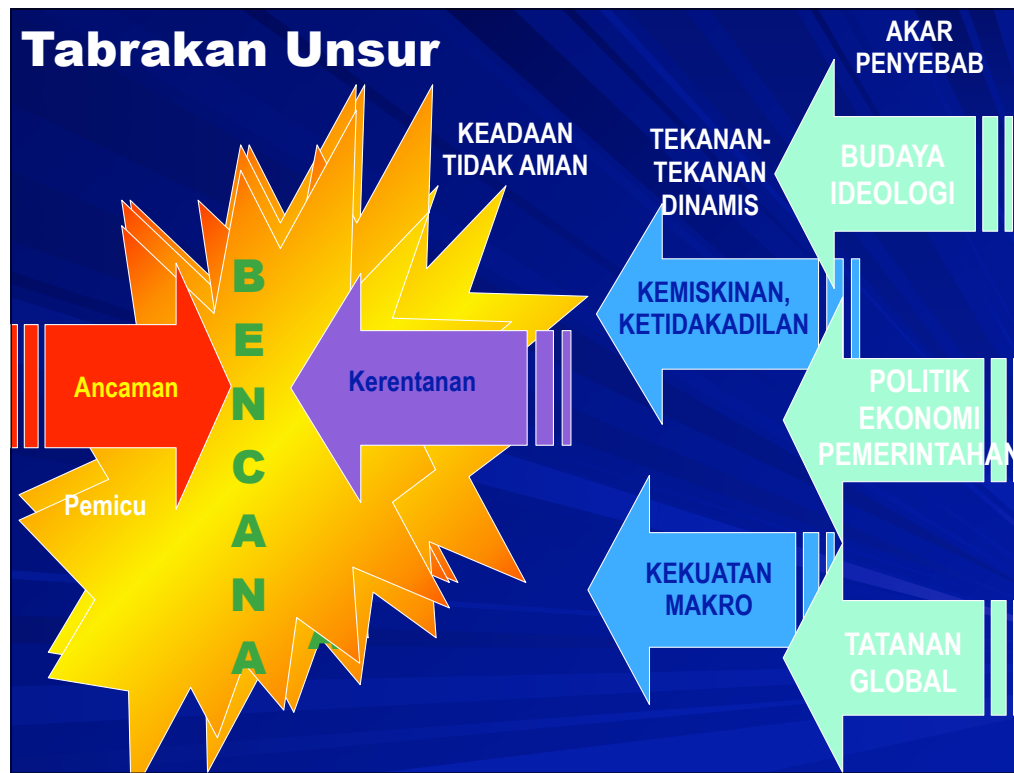 Tabrakan Unsur
AKAR
PENYEBAB
KEADAAN
TIDAK AMAN
TEKANAN-
TEKANAN
DINAMIS
BUDAYA
IDEOLOGI
B
E
N
C
A
N
A
KEMISKINAN,
KETIDAKADILAN
Ancaman
Kerentanan
POLITIK
EKONOMI
PEMERINTAHAN
Pemicu
KEKUATAN
MAKRO
TATANAN
GLOBAL